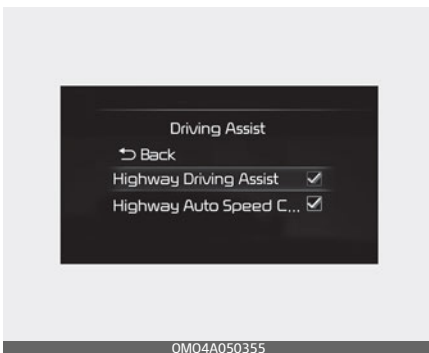 Driving Assist
Back
Highway Driving Assist
Highway Auto Speed C...
OMO4A050355